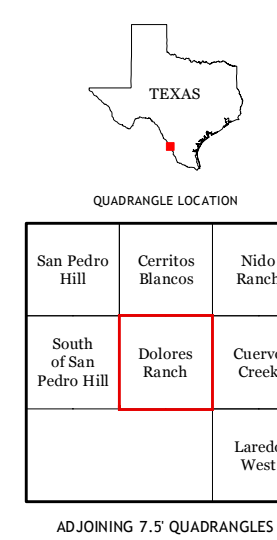 TEXAS
QUADRANGLE LOCATION
San Pedro
Hill
Cerritos
Blancos
Nido
Ranch
South
of San
Pedro Hill
Dolores
Ranch
Cuervo
Creek
Laredo
West
ADJOINING 7.5' QUADRANGLES